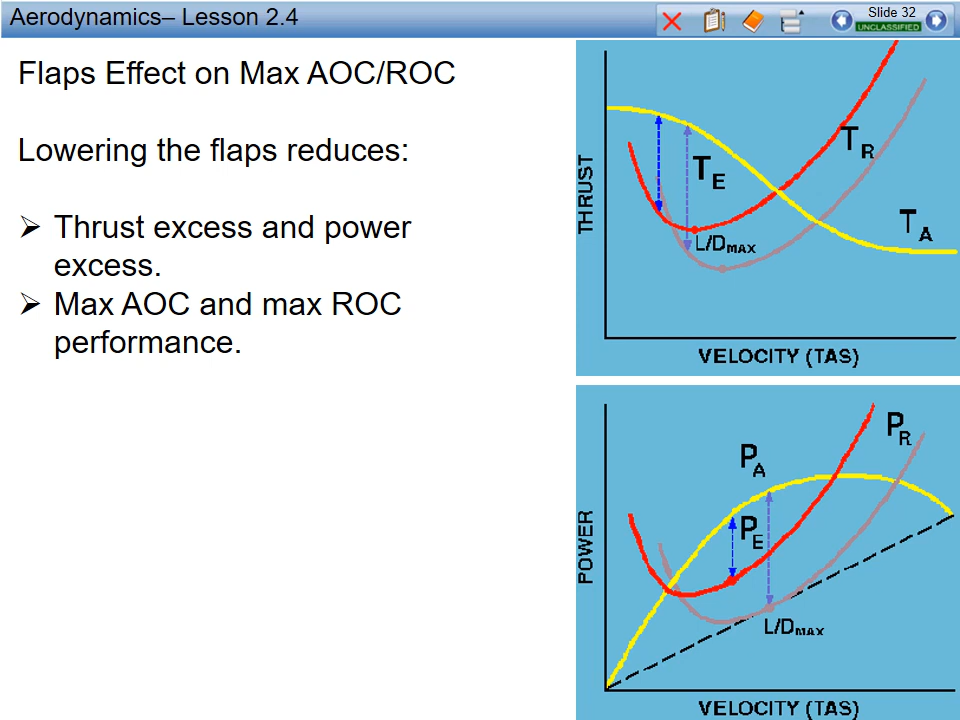 Aerodynamics– Lesson 2.4
Slide 32
UNCLASSIFIED
Flaps Effect on Max AOC/ROC
Lowering the flaps reduces:
➢ Thrust excess and power
excess.
➢ Max AOC and max ROC
performance.
THRUST
TE
TR
TA
L/DMAX
VELOCITY (TAS)
POWER
PA
PR
PE
L/DMAX
VELOCITY (TAS)